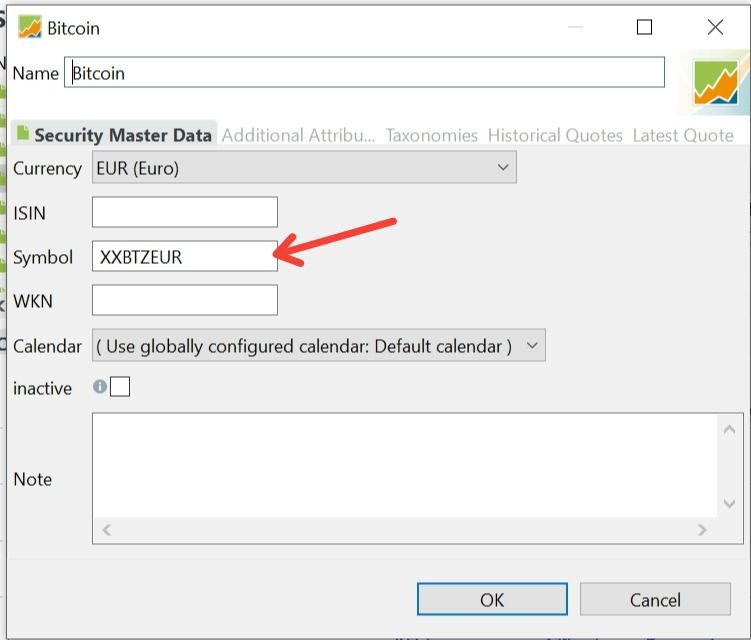 Bitcoin
Name Bitcoin
Security Master Data Additional Attribu... Taxonomies Historical Quotes Latest Quote
Currency EUR (Euro)
ISIN
Symbol XXBTZEUR
WKN
Calendar ( Use globally configured calendar: Default calendar )
inactive
Note
OK Cancel